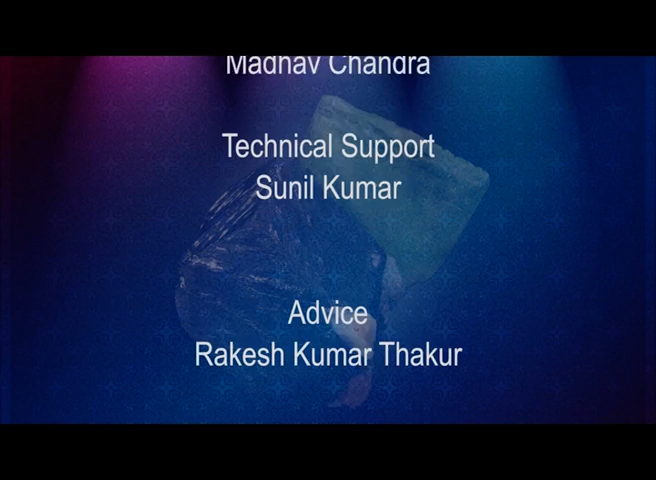 Madhav Chandra
Technical Support
Sunil Kumar
Advice
Rakesh Kumar Thakur